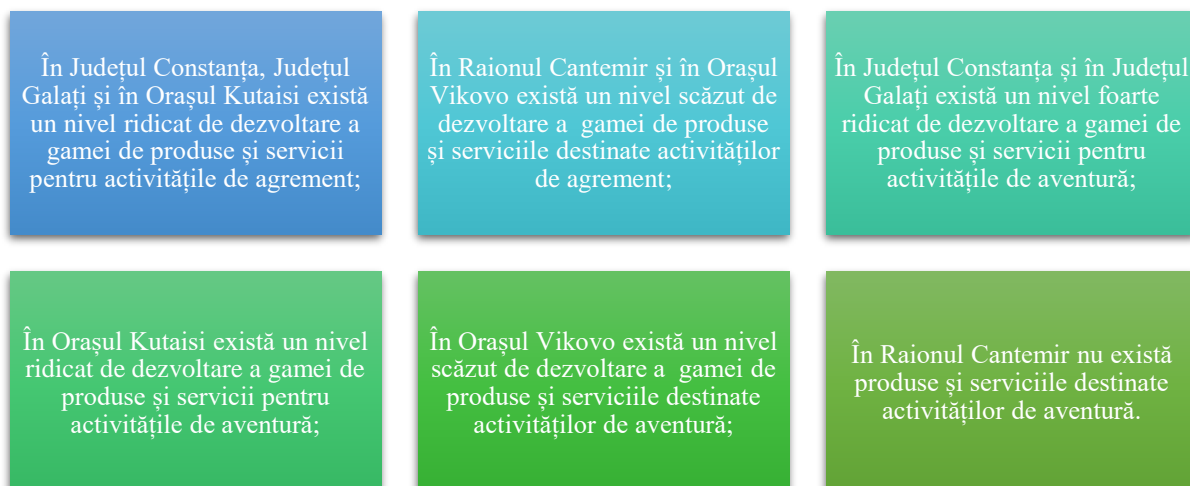 În Județul Constanța, Județul
Galați și în Orașul Kutaisi există
un nivel ridicat de dezvoltare a
gamei de produse și servicii
pentru activitățile de agrement;
În Raionul Cantemir și în Orașul
Vikovo există un nivel scăzut de
dezvoltare a gamei de produse
și serviciile destinate activităților
de agrement;
În Județul Constanța și în Județul
Galați există un nivel foarte
ridicat de dezvoltare a gamei de
produse și servicii pentru
activitățile de aventură;
În Orașul Kutaisi există un nivel
ridicat de dezvoltare a gamei de
produse și servicii pentru
activitățile de aventură;
În Orașul Vikovo există un nivel
scăzut de dezvoltare a gamei de
produse și serviciile destinate
activităților de aventură;
În Raionul Cantemir nu există
produse și serviciile destinate
activităților de aventură.